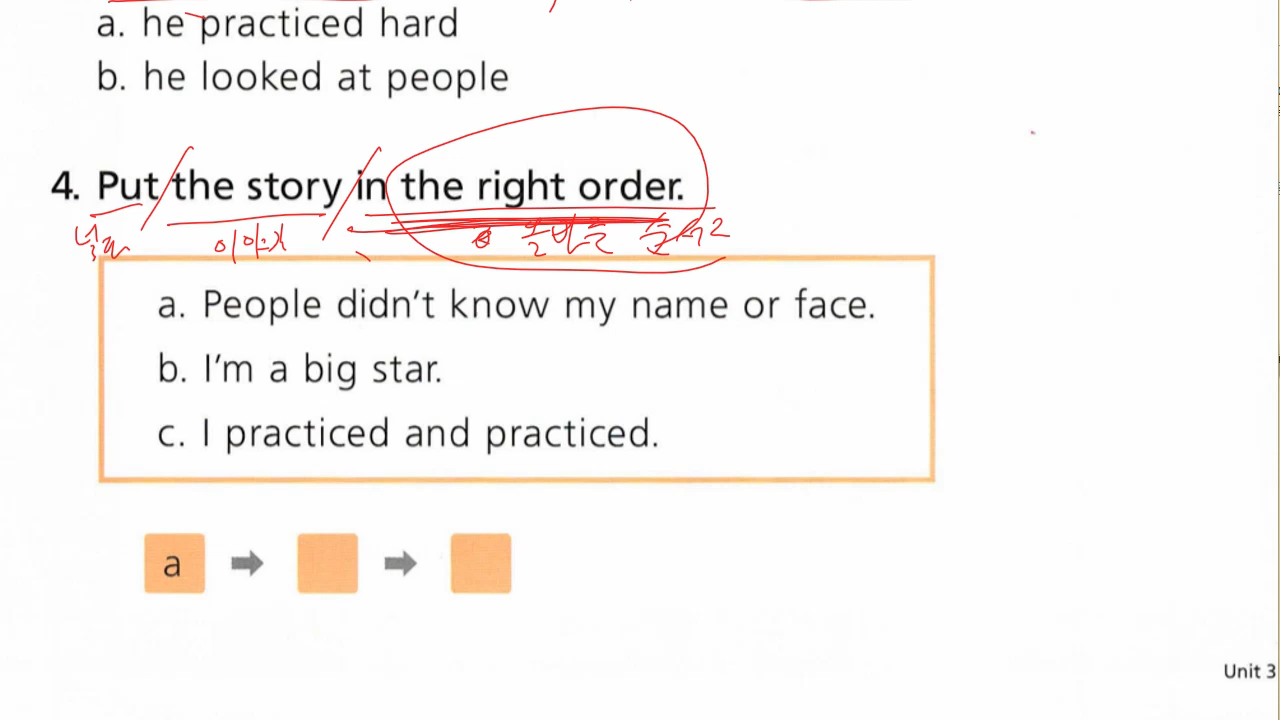 a. he practiced hard
b. he looked at people
4. Put the story in the right order.
이야기 올바른 순서로
a. People didn't know my name or face.
b. I'm a big star.
c. I practiced and practiced.
a
Unit 3